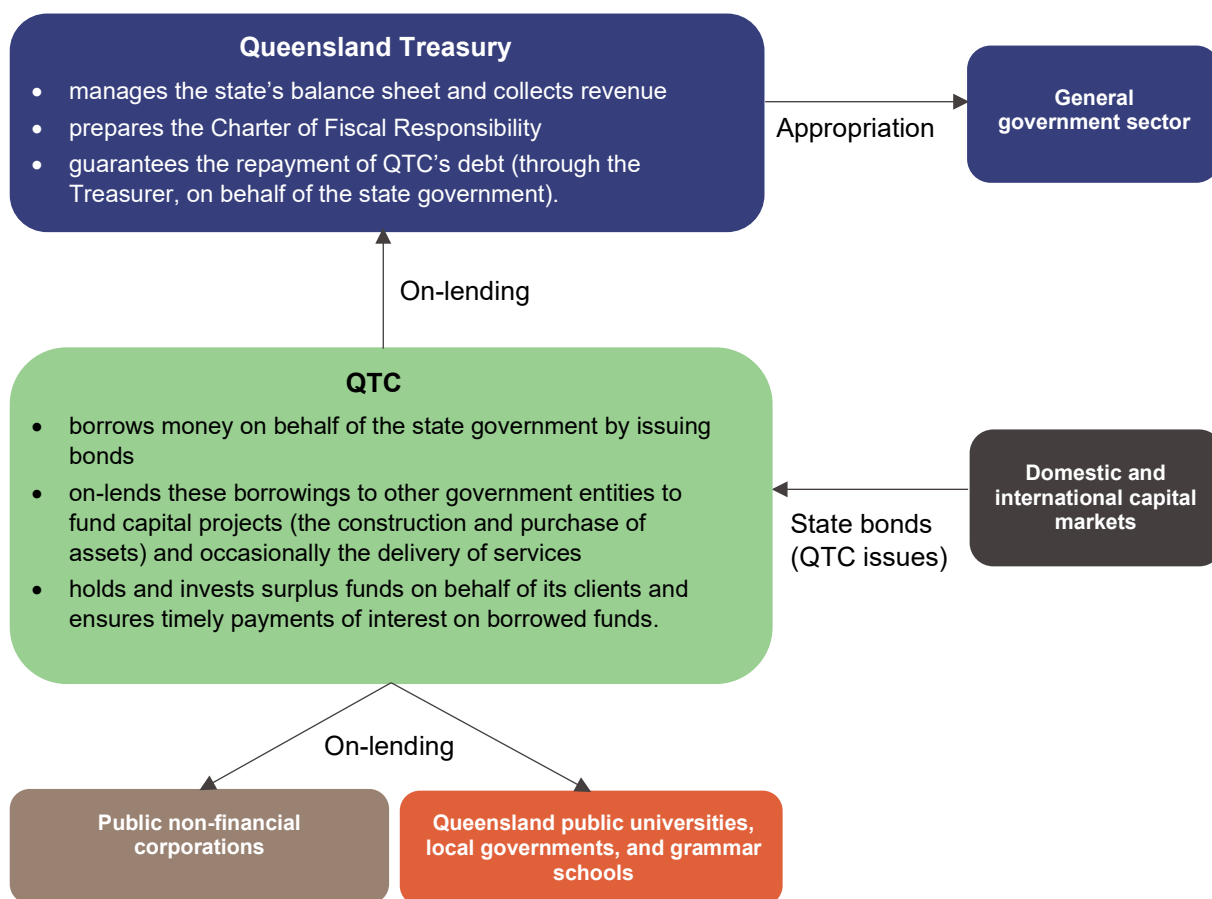 Queensland Treasury
• manages the state's balance sheet and collects revenue
• prepares the Charter of Fiscal Responsibility
• guarantees the repayment of QTC's debt (through the
Treasurer, on behalf of the state government).
Appropriation
General
government sector
On-lending
QTC
• borrows money on behalf of the state government by issuing
bonds
• on-lends these borrowings to other government entities to
fund capital projects (the construction and purchase of
assets) and occasionally the delivery of services
• holds and invests surplus funds on behalf of its clients and
ensures timely payments of interest on borrowed funds.
State bonds
(QTC issues)
Domestic and
international capital
markets
On-lending
Public non-financial
corporations
Queensland public universities,
local governments, and grammar
schools